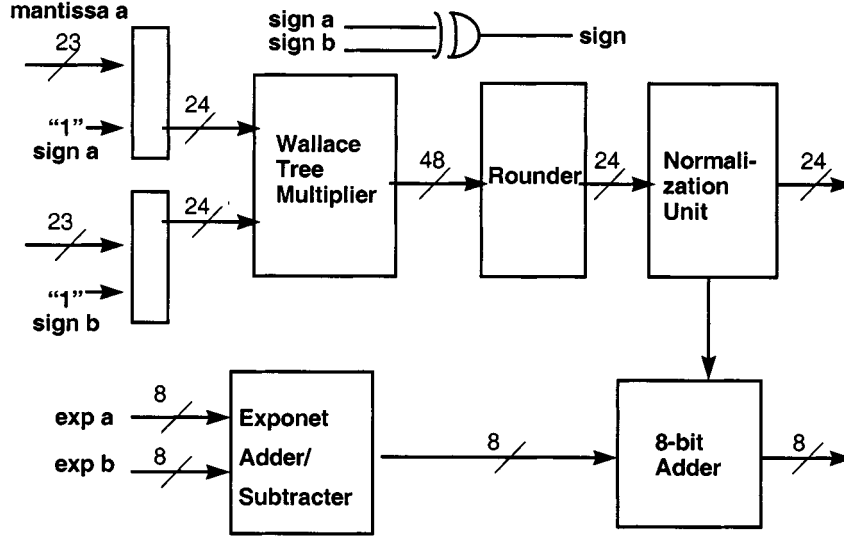 mantissa a
23
"1"
sign a
24
sign a
sign b
sign
Wallace
Tree
Multiplier
48
Rounder
24
Normali-
zation
Unit
24
23
"1"
sign b
24
exp a
8
exp b
8
Exponet
Adder/
Subtracter
8
8-bit
Adder
8